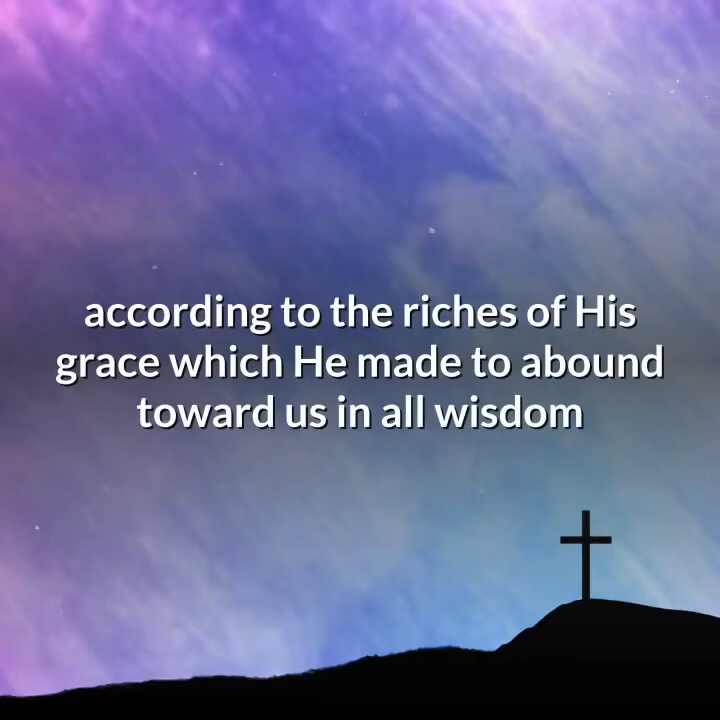 according to the riches of His
grace which He made to abound
toward us in all wisdom